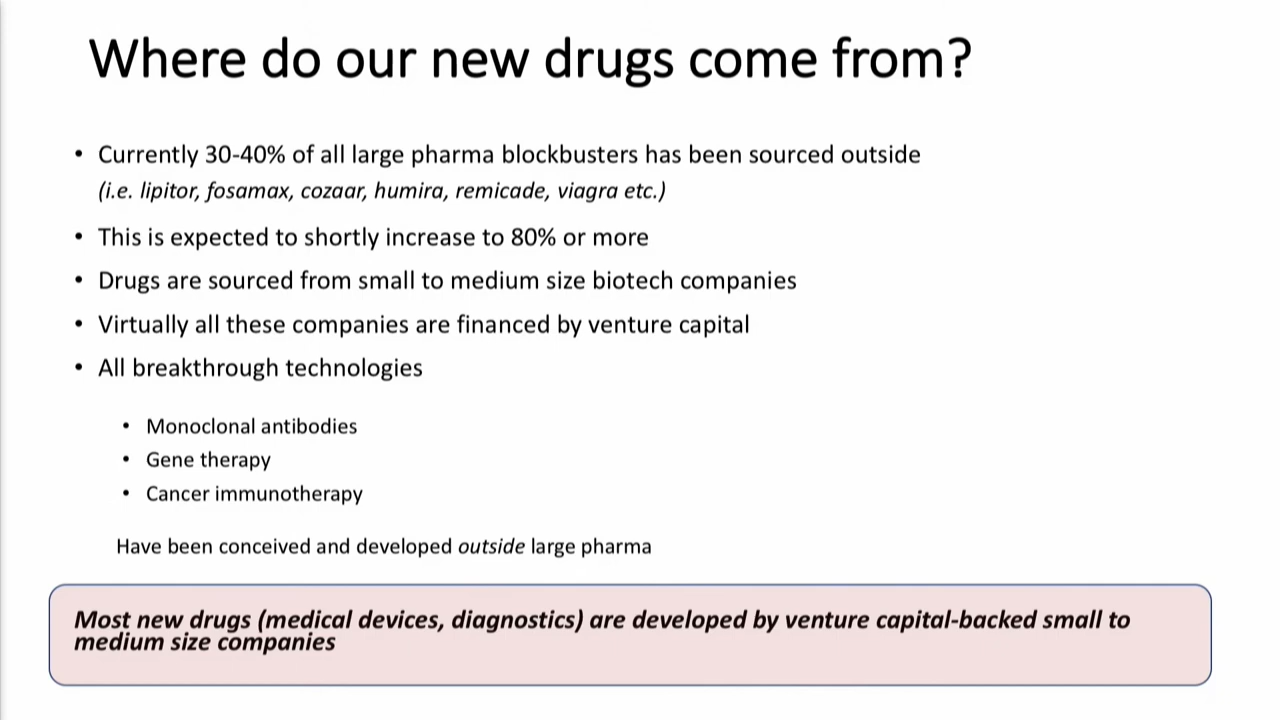 Where do our new drugs come from?
• Currently 30-40% of all large pharma blockbusters has been sourced outside
(i.e. lipitor, fosamax, cozaar, humira, remicade, viagra etc.)
• This is expected to shortly increase to 80% or more
• Drugs are sourced from small to medium size biotech companies
• Virtually all these companies are financed by venture capital
• All breakthrough technologies
• Monoclonal antibodies
• Gene therapy
• Cancer immunotherapy
Have been conceived and developed outside large pharma
Most new drugs (medical devices, diagnostics) are developed by venture capital-backed small to
medium size companies